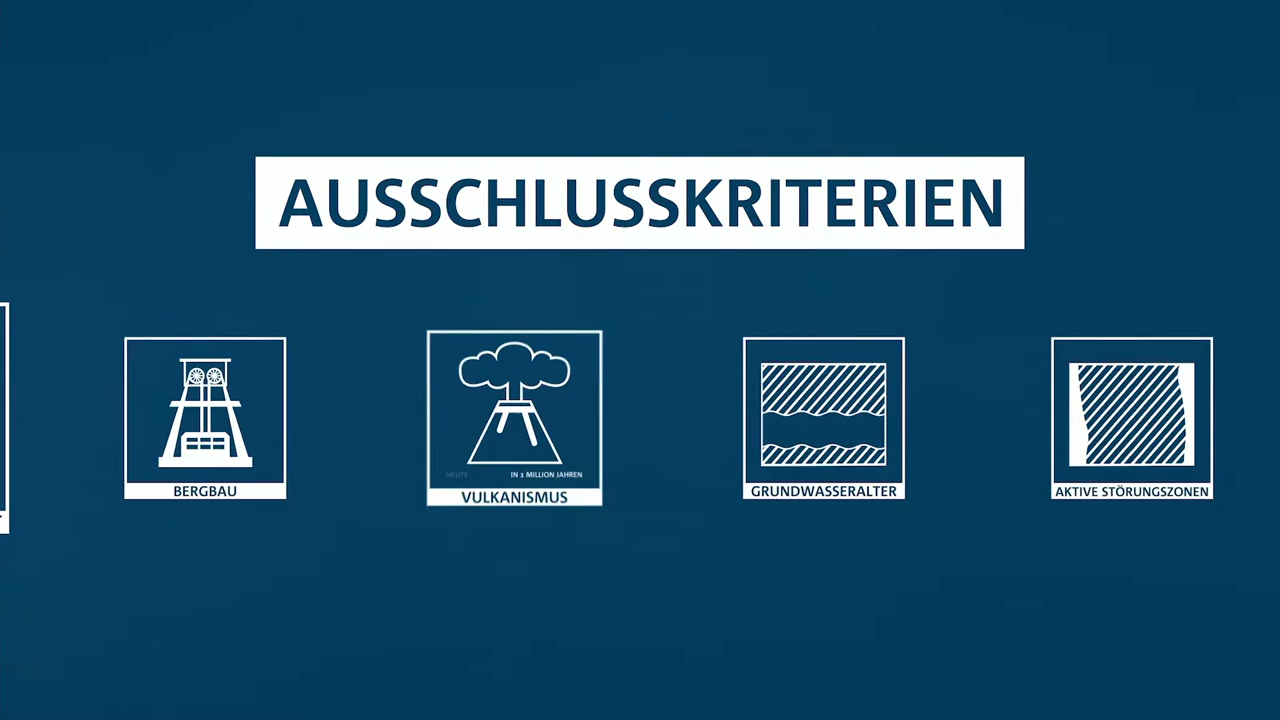 AUSSCHLUSSKRITERIEN
BERGBAU
HEUTE
IN 1 MILLION JAHREN
VULKANISMUS
GRUNDWASSERALTER
AKTIVE STÖRUNGSZONEN